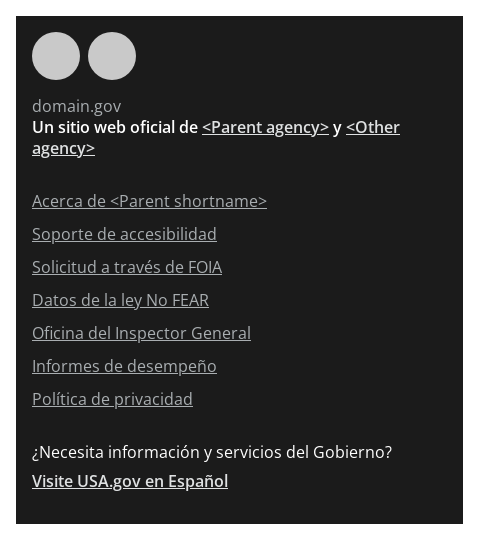 domain.gov
Un sitio web oficial de <Parent agency> y <Other
agency>
Acerca de <Parent shortname>
Soporte de accesibilidad
Solicitud a través de FOIA
Datos de la ley No FEAR
Oficina del Inspector General
Informes de desempeño
Política de privacidad
¿Necesita información y servicios del Gobierno?
Visite USA.gov en Español